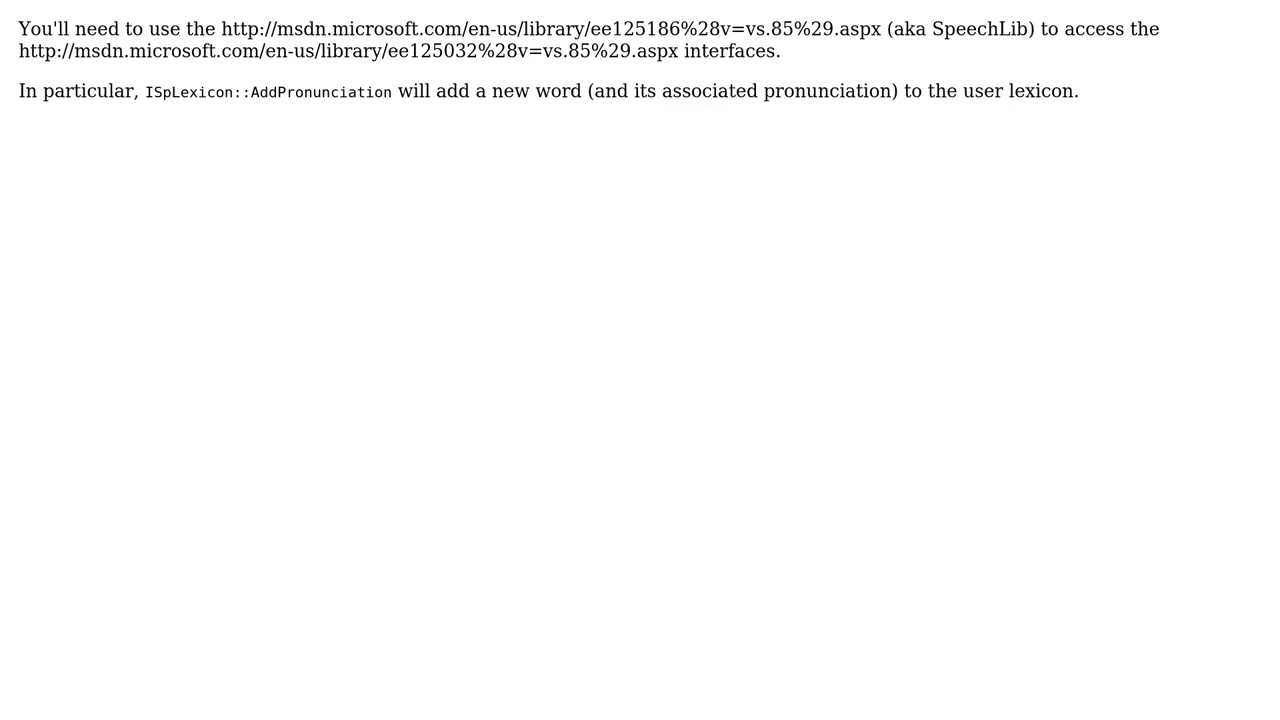 You'll need to use the http://msdn.microsoft.com/en-us/library/ee125186%28v=vs.85%29.aspx (aka SpeechLib) to access the
http://msdn.microsoft.com/en-us/library/ee125032%28v=vs.85%29.aspx interfaces.
In particular, ISpLexicon::AddPronunciation will add a new word (and its associated pronunciation) to the user lexicon.